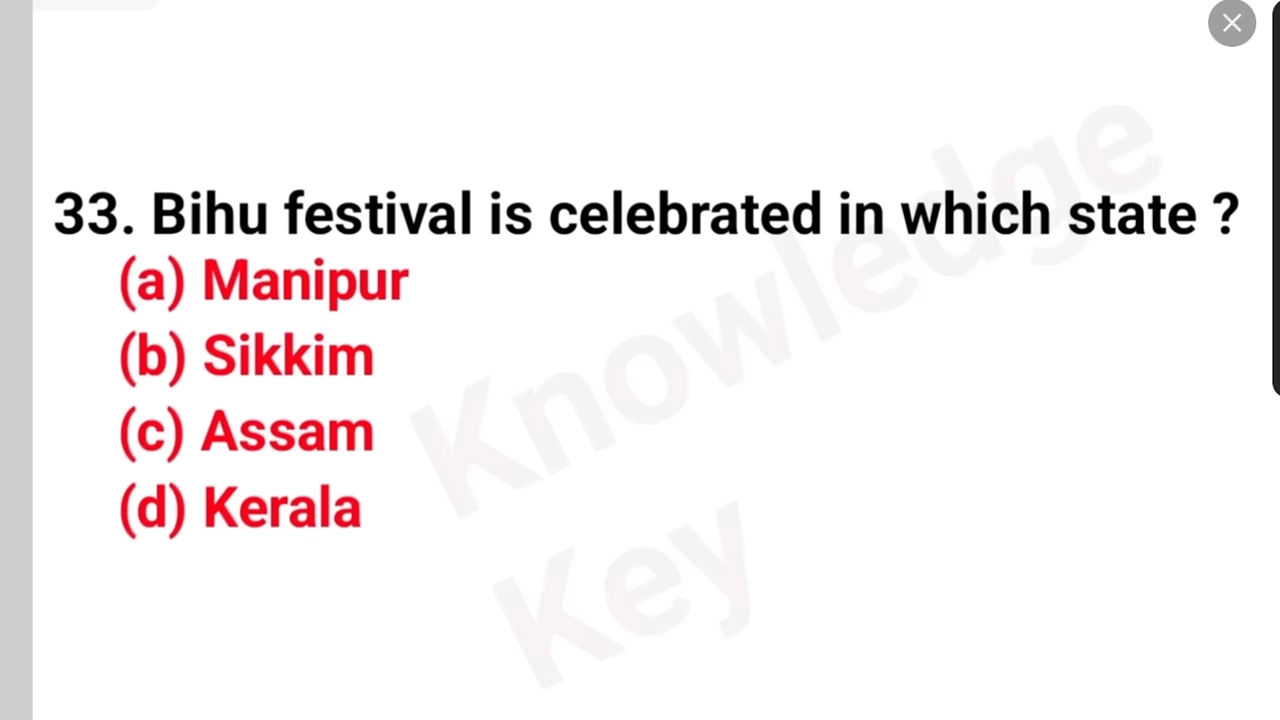 33. Bihu festival is celebrated in which state ?
(a) Manipur
(b) Sikkim
(c) Assam
(d) Kerala
Knowledge
Key